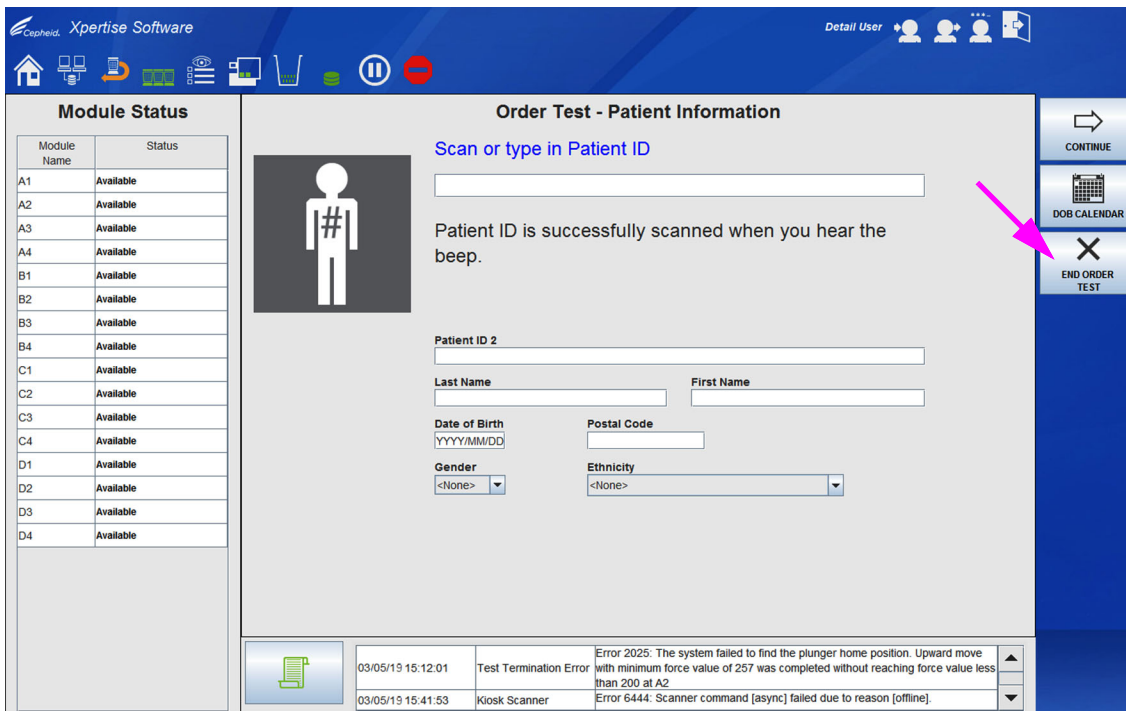 Cepheid. Xpertise Software
Detail User
Module Status
Module Name Status
A1 Available
A2 Available
A3 Available
A4 Available
B1 Available
B2 Available
B3 Available
B4 Available
C1 Available
C2 Available
C3 Available
C4 Available
D1 Available
D2 Available
D3 Available
D4 Available
Order Test - Patient Information
Scan or type in Patient ID
#
Patient ID is successfully scanned when you hear the
beep.
Patient ID 2
Last Name First Name
Date of Birth Postal Code
YYYY/MM/DD
Gender Ethnicity
<None> <None>
CONTINUE
DOB CALENDAR
END ORDER
TEST
03/05/19 15:12:01 Test Termination Error Error 2025: The system failed to find the plunger home position. Upward move
with minimum force value of 257 was completed without reaching force value less
than 200 at A2
03/05/19 15:41:53 Kiosk Scanner Error 6444: Scanner command [async] failed due to reason [offline].